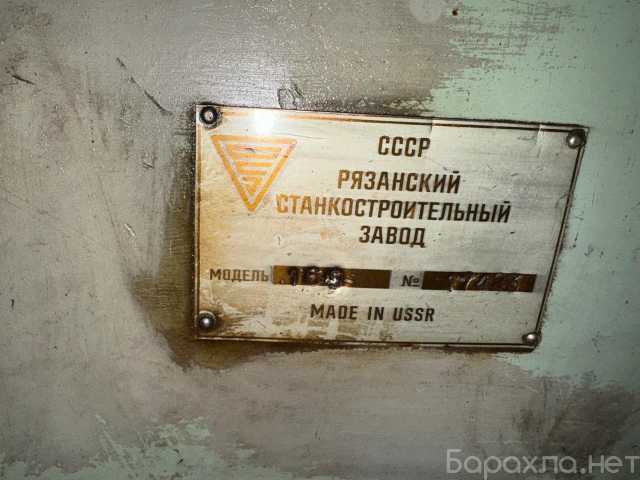 СССР
РЯЗАНСКИЙ
СТАНКОСТРОИТЕЛЬНЫЙ
ЗАВОД
МОДЕЛЬ №
MADE IN USSR
Барахла.нет